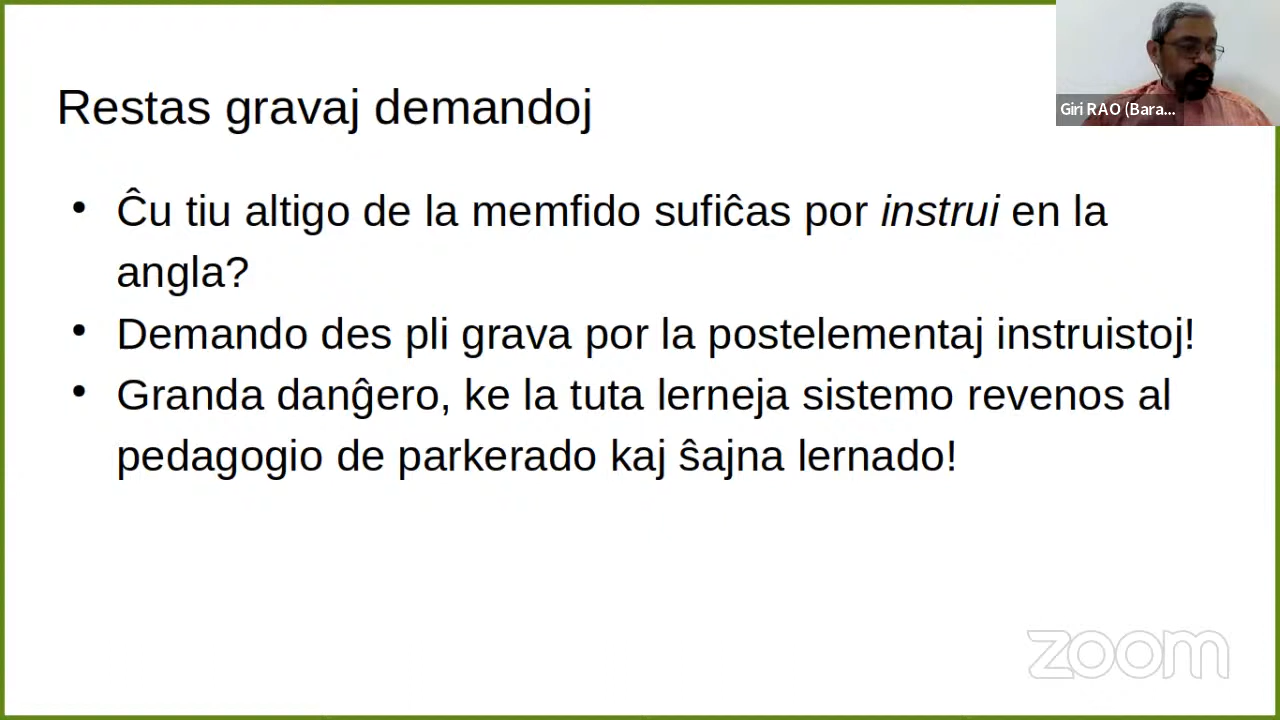 Restas gravaj demandoj
Giri RAO (Bara...
• Ĉu tiu altigo de la memfido sufiĉas por instrui en la
angla?
• Demando des pli grava por la postelementaj instruistoj!
• Granda danĝero, ke la tuta lerneja sistemo revenos al
pedagogio de parkerado kaj ŝajna lernado!
zoom